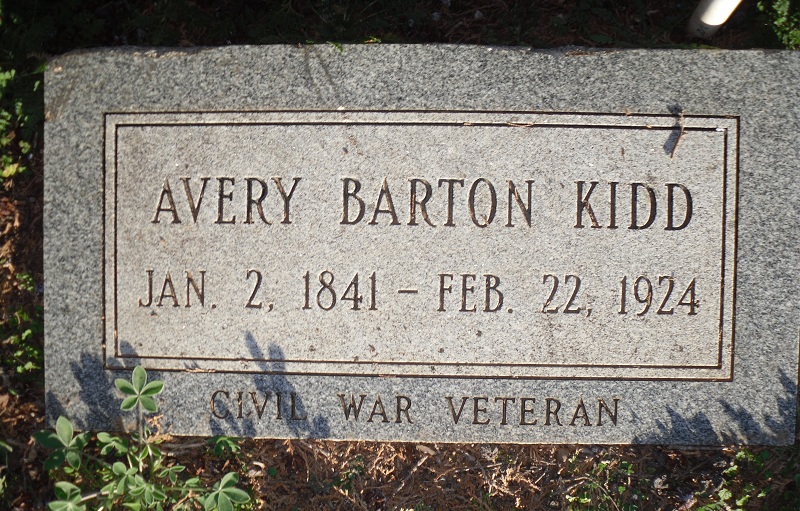 AVERY BARTON KIDD
JAN. 2, 1841 – FEB. 22, 1924
CIVIL WAR VETERAN